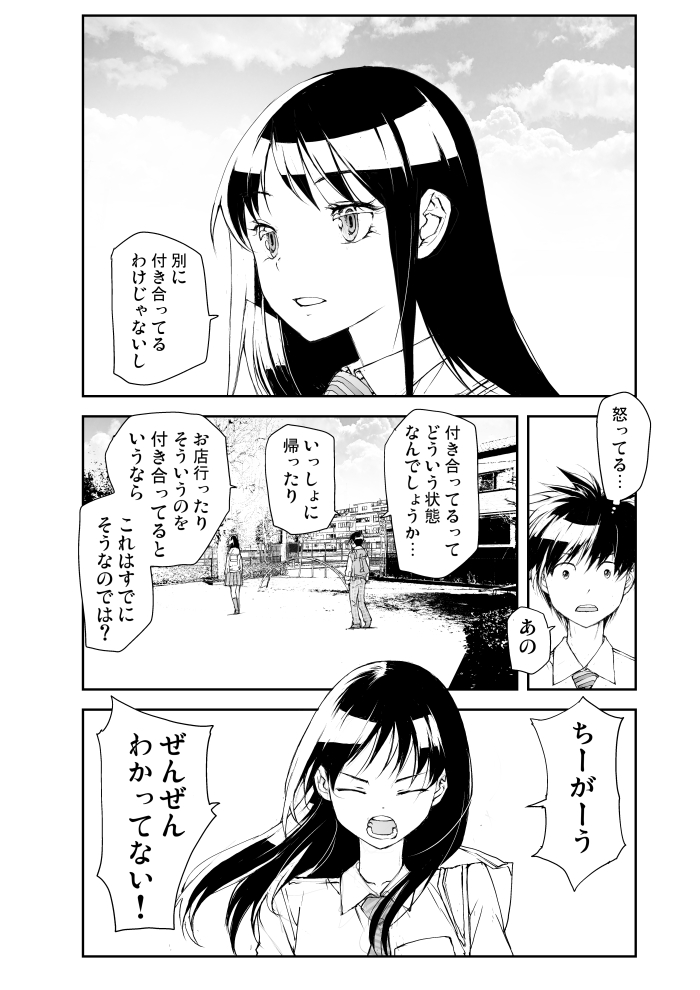 別に
付き合ってる
わけじゃないし
怒ってる…
あの
付き合ってるって
どういう状態
なんでしょうか…
いっしょに
帰ったり
お店行ったり
そういうのを
付き合ってると
いうなら
これはすでに
そうなのでは？
ちーがーう
ぜんぜん
わかってない！